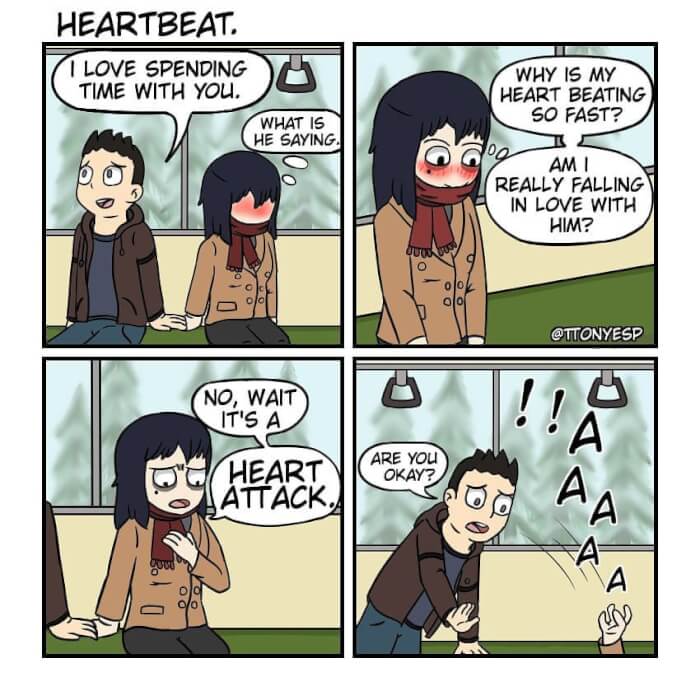 HEARTBEAT.
I LOVE SPENDING
TIME WITH YOU.
WHAT IS
HE SAYING.
WHY IS MY
HEART BEATING
SO FAST?
AM I
REALLY FALLING
IN LOVE WITH
HIM?
@TTONYESP
NO, WAIT
IT'S A
HEART
ATTACK.
ARE YOU
OKAY?
!!A
A
A
A
A